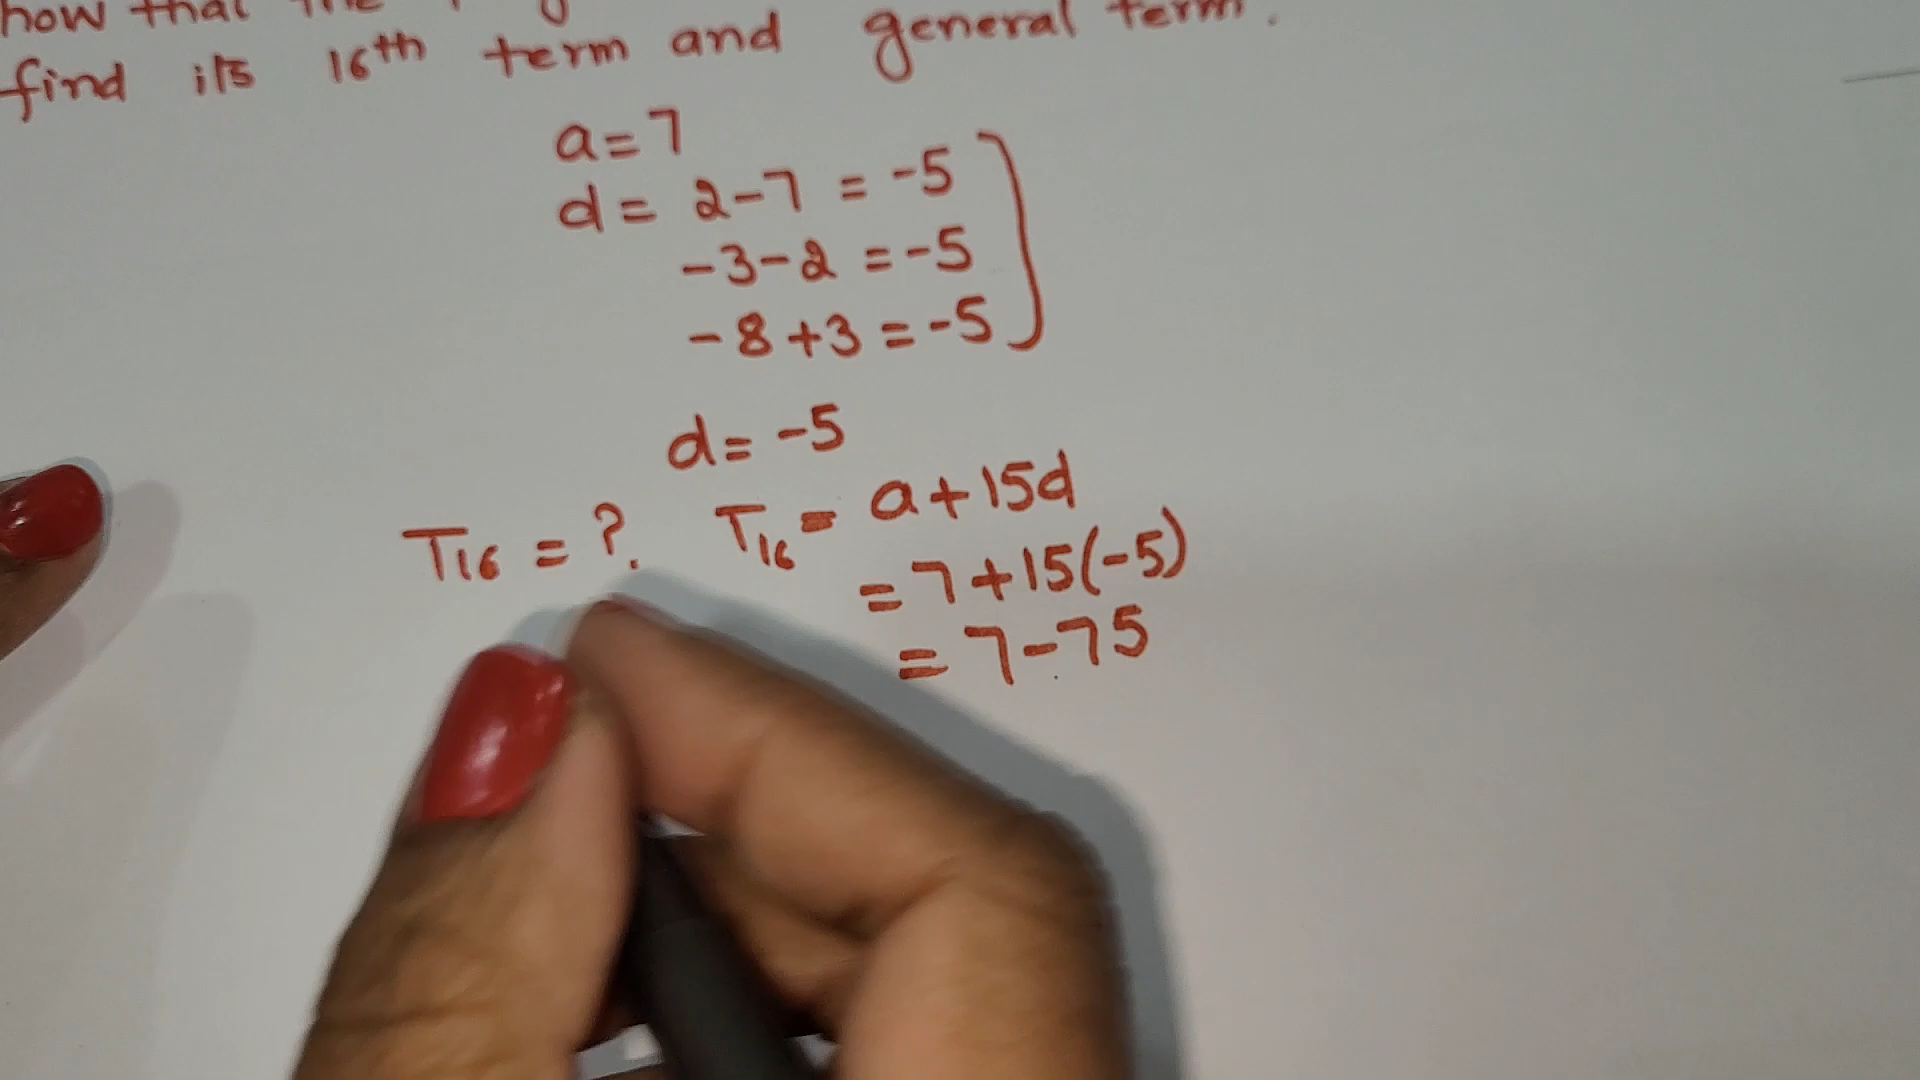 how that the
find its 16th term and general term.
a=7
d= 2-7 = -5
-3-2 = -5
-8+3 = -5
d= -5
T16 = ? T16 = a+15d
= 7+15(-5)
= 7-75